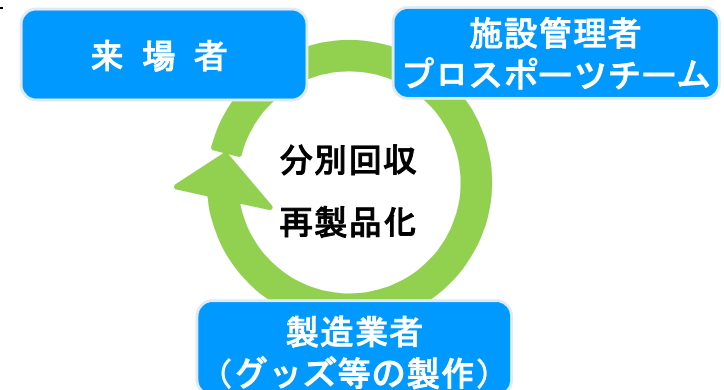 来 場 者
施設管理者
プロスポーツチーム
分別回収
再製品化
製造業者
（グッズ等の製作）